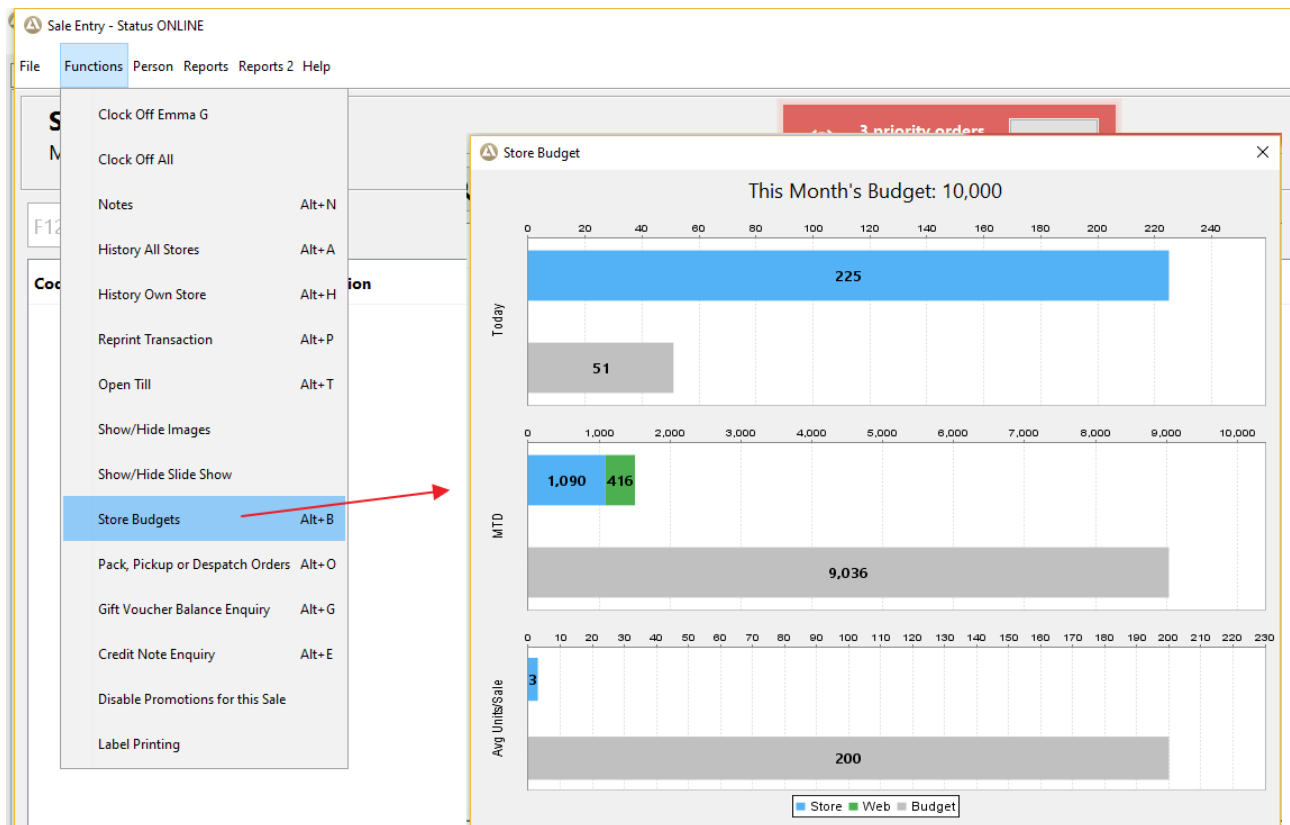 Sale Entry - Status ONLINE
File Functions Person Reports Reports 2 Help
Clock Off Emma G
Clock Off All
Notes Alt+N
History All Stores Alt+A
History Own Store Alt+H
Reprint Transaction Alt+P
Open Till Alt+T
Show/Hide Images
Show/Hide Slide Show
Store Budgets Alt+B
Pack, Pickup or Despatch Orders Alt+O
Gift Voucher Balance Enquiry Alt+G
Credit Note Enquiry Alt+E
Disable Promotions for this Sale
Label Printing
F12
3 priority orders
Store Budget
This Month's Budget: 10,000
0 20 40 60 80 100 120 140 160 180 200 220 240
Today
225
51
0 1,000 2,000 3,000 4,000 5,000 6,000 7,000 8,000 9,000 10,000
MTD
1,090 416
9,036
0 10 20 30 40 50 60 70 80 90 100 110 120 130 140 150 160 170 180 190 200 210 220 230
Avg Units/Sale
3
200
Store Web Budget